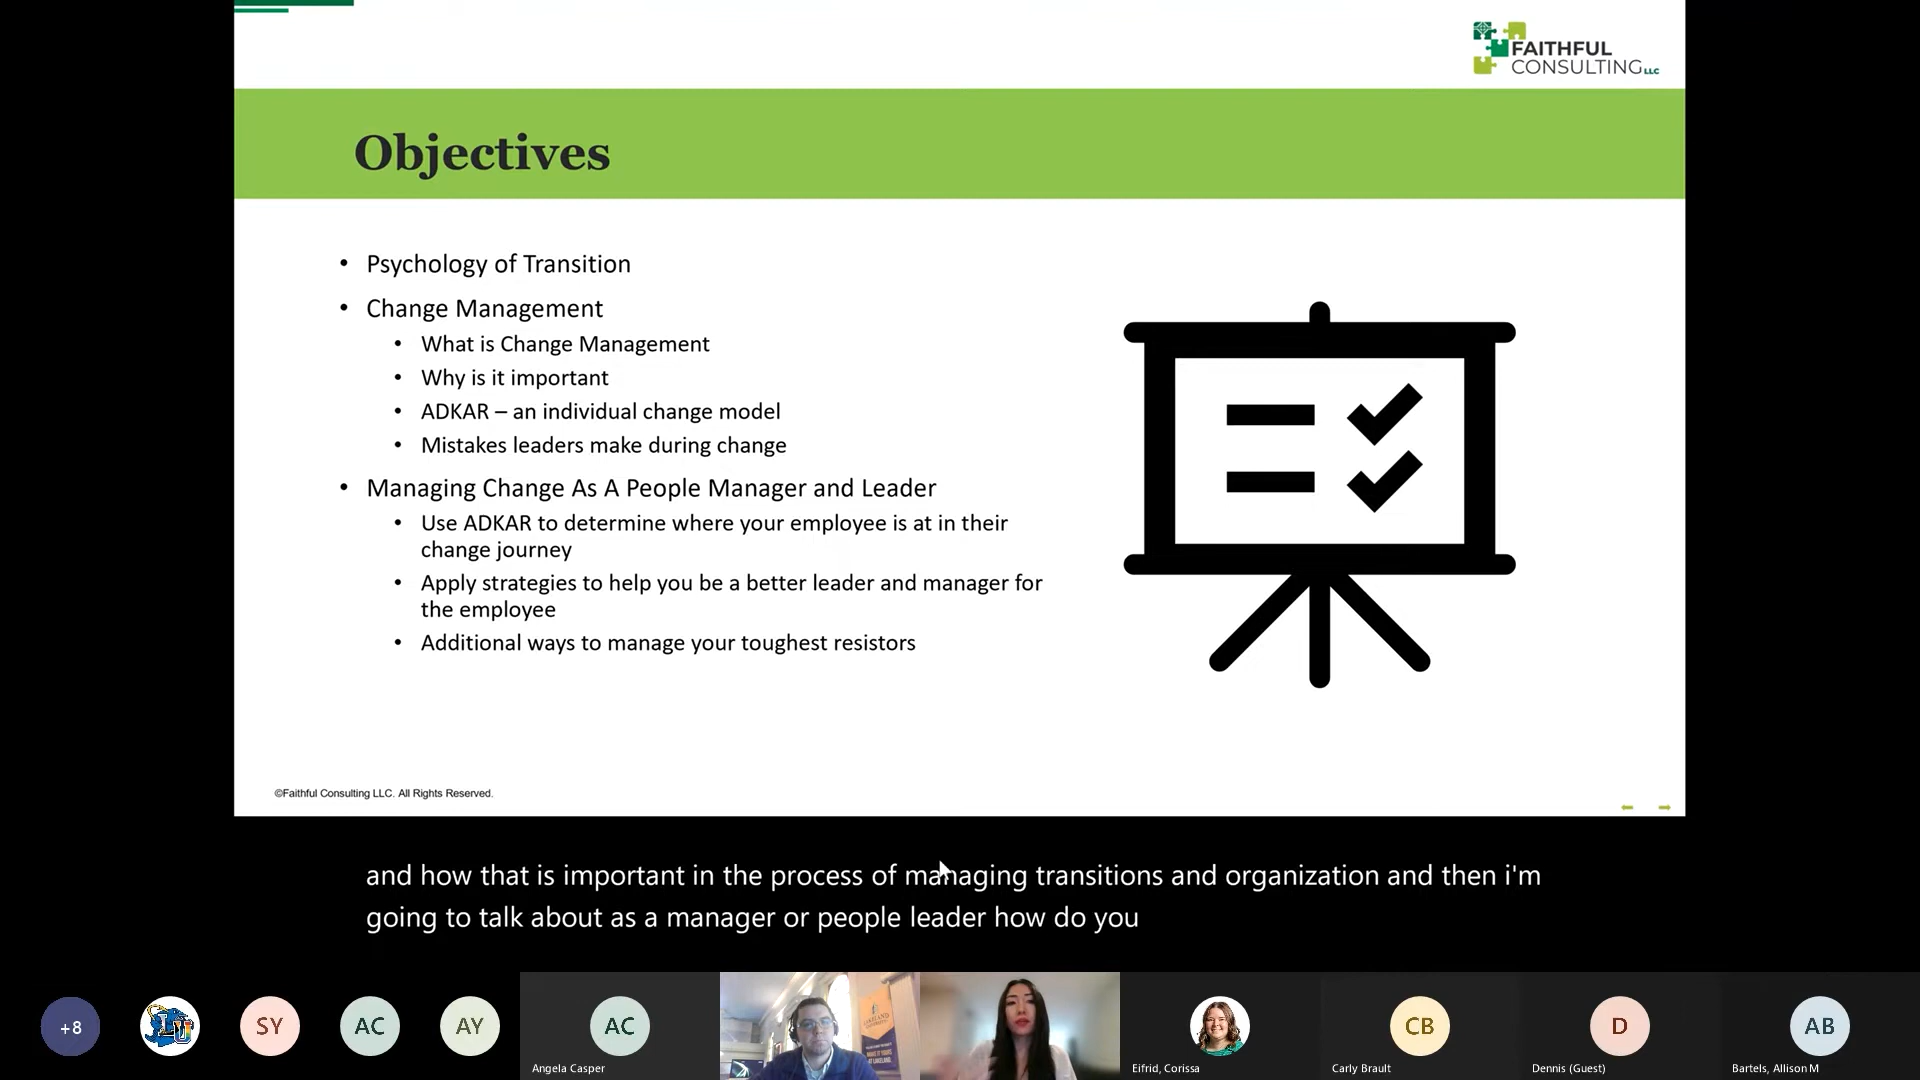 FAITHFUL
CONSULTING LLC
Objectives
• Psychology of Transition
• Change Management
• What is Change Management
• Why is it important
• ADKAR – an individual change model
• Mistakes leaders make during change
• Managing Change As A People Manager and Leader
• Use ADKAR to determine where your employee is at in their
change journey
• Apply strategies to help you be a better leader and manager for
the employee
• Additional ways to manage your toughest resistors
©Faithful Consulting LLC. All Rights Reserved.
and how that is important in the process of managing transitions and organization and then i'm
going to talk about as a manager or people leader how do you
+8
LU
SY
AC
AY
AC
CB
D
AB
Angela Casper
Eifrid, Corissa
Carly Brault
Dennis (Guest)
Bartels, Allison M